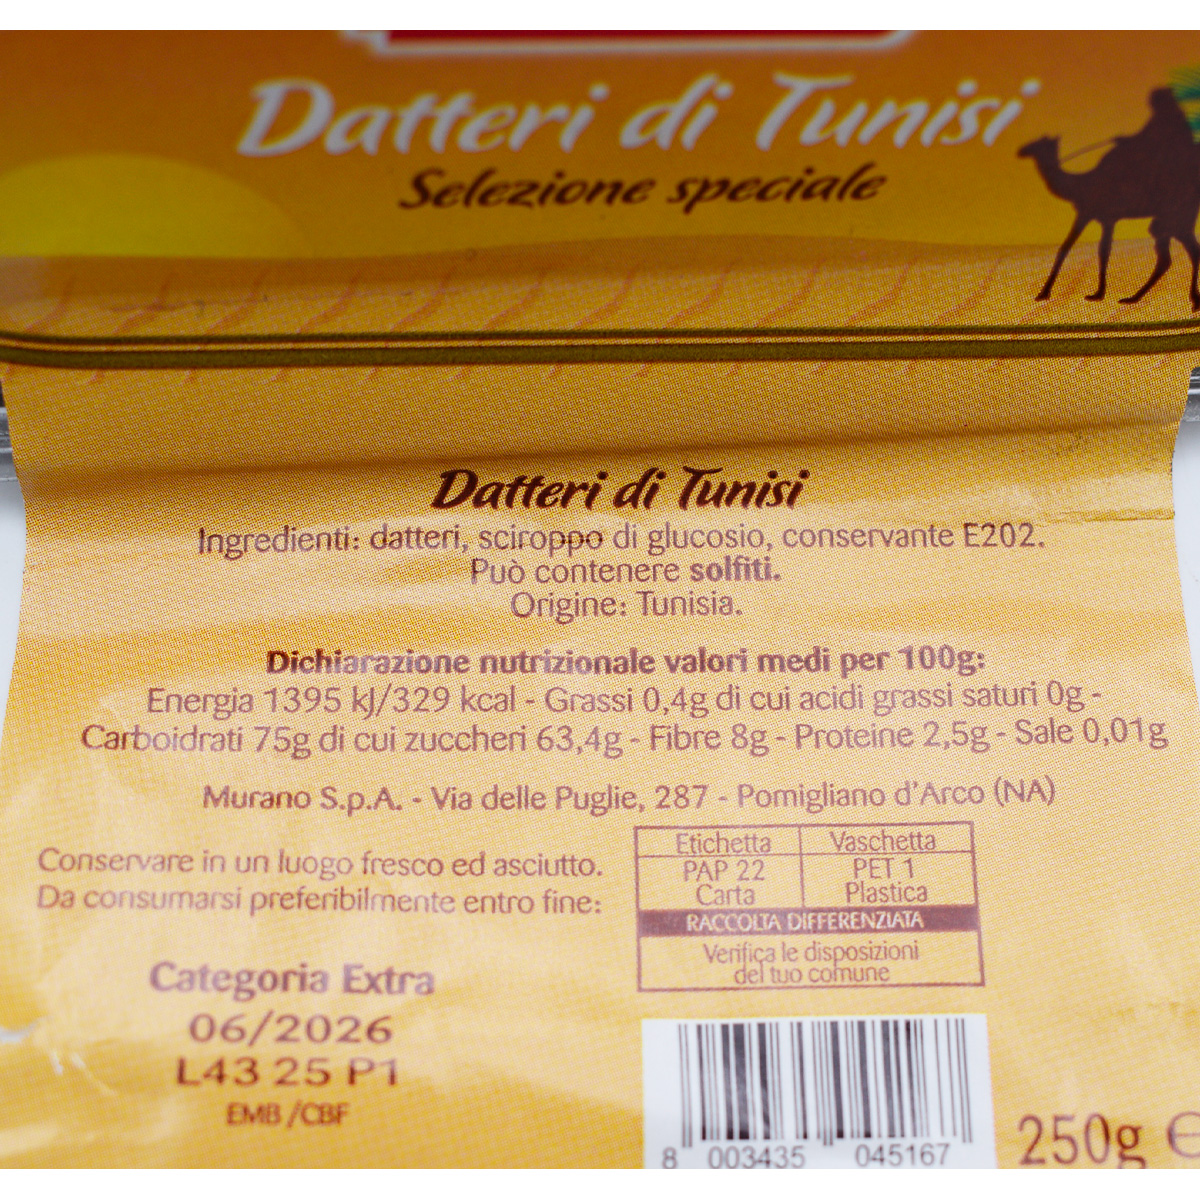 Datteri di Tunisi
Selezione speciale
Datteri di Tunisi
Ingredienti: datteri, sciroppo di glucosio, conservante E202.
Può contenere solfiti.
Origine: Tunisia.
Dichiarazione nutrizionale valori medi per 100g:
Energia 1395 kJ/329 kcal - Grassi 0,4g di cui acidi grassi saturi 0g -
Carboidrati 75g di cui zuccheri 63,4g - Fibre 8g - Proteine 2,5g - Sale 0,01g
Murano S.p.A. - Via delle Puglie, 287 - Pomigliano d'Arco (NA)
Conservare in un luogo fresco ed asciutto.
Da consumarsi preferibilmente entro fine:
Categoria Extra
06/2026
L43 25 P1
EMB /CBF
Etichetta Vaschetta
PAP 22 PET 1
Carta Plastica
RACCOLTA DIFFERENZIATA
Verifica le disposizioni
del tuo comune
8 003435 045167
250g e